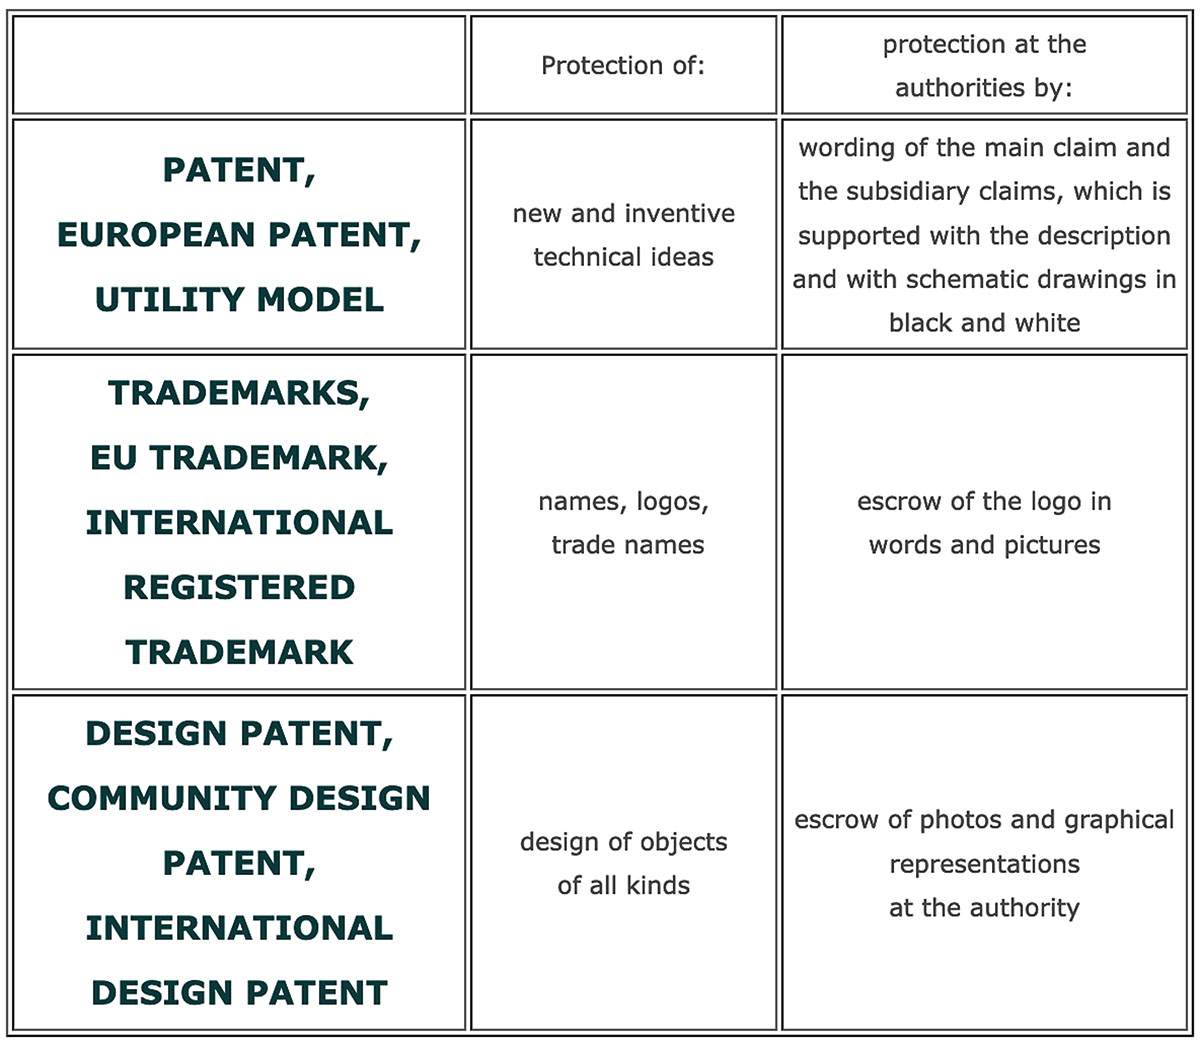 Protection of:
protection at the
authorities by:
PATENT,
EUROPEAN PATENT,
UTILITY MODEL
new and inventive
technical ideas
wording of the main claim and
the subsidiary claims, which is
supported with the description
and with schematic drawings in
black and white
TRADEMARKS,
EU TRADEMARK,
INTERNATIONAL
REGISTERED
TRADEMARK
names, logos,
trade names
escrow of the logo in
words and pictures
DESIGN PATENT,
COMMUNITY DESIGN
PATENT,
INTERNATIONAL
DESIGN PATENT
design of objects
of all kinds
escrow of photos and graphical
representations
at the authority